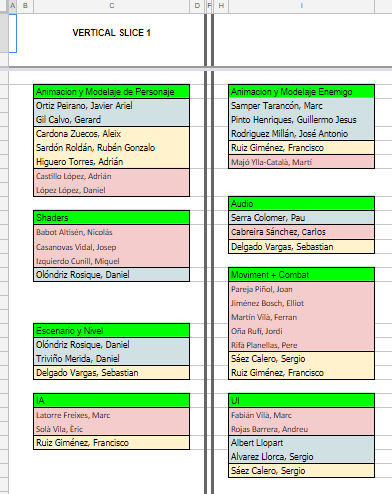 A B C D F H I
VERTICAL SLICE 1
Animacion y Modelaje de Personaje
Ortiz Peirano, Javier Ariel
Gil Calvo, Gerard
Cardona Zuecos, Aleix
Sardón Roldán, Rubén Gonzalo
Higuero Torres, Adrián
Castillo López, Adrián
López López, Daniel
Shaders
Babot Altisén, Nicolás
Casanovas Vidal, Josep
Izquierdo Cunill, Miquel
Olóndriz Rosique, Daniel
Escenario y Nivel
Olóndriz Rosique, Daniel
Triviño Merida, Daniel
Delgado Vargas, Sebastian
IA
Latorre Freixes, Marc
Solà Vila, Èric
Ruiz Giménez, Francisco
Animacion y Modelaje Enemigo
Samper Tarancón, Marc
Pinto Henriques, Guillermo Jesus
Rodriguez Millán, José Antonio
Ruiz Giménez, Francisco
Majó Ylla-Català, Martí
Audio
Serra Colomer, Pau
Cabreira Sánchez, Carlos
Delgado Vargas, Sebastian
Moviment + Combat
Pareja Piñol, Joan
Jiménez Bosch, Elliot
Martín Vilà, Ferran
Oña Rufí, Jordi
Rifà Planellas, Pere
Sáez Calero, Sergio
Ruiz Giménez, Francisco
UI
Fabián Vilà, Marc
Rojas Barrera, Andreu
Albert Llopart
Alvarez Llorca, Sergio
Sáez Calero, Sergio